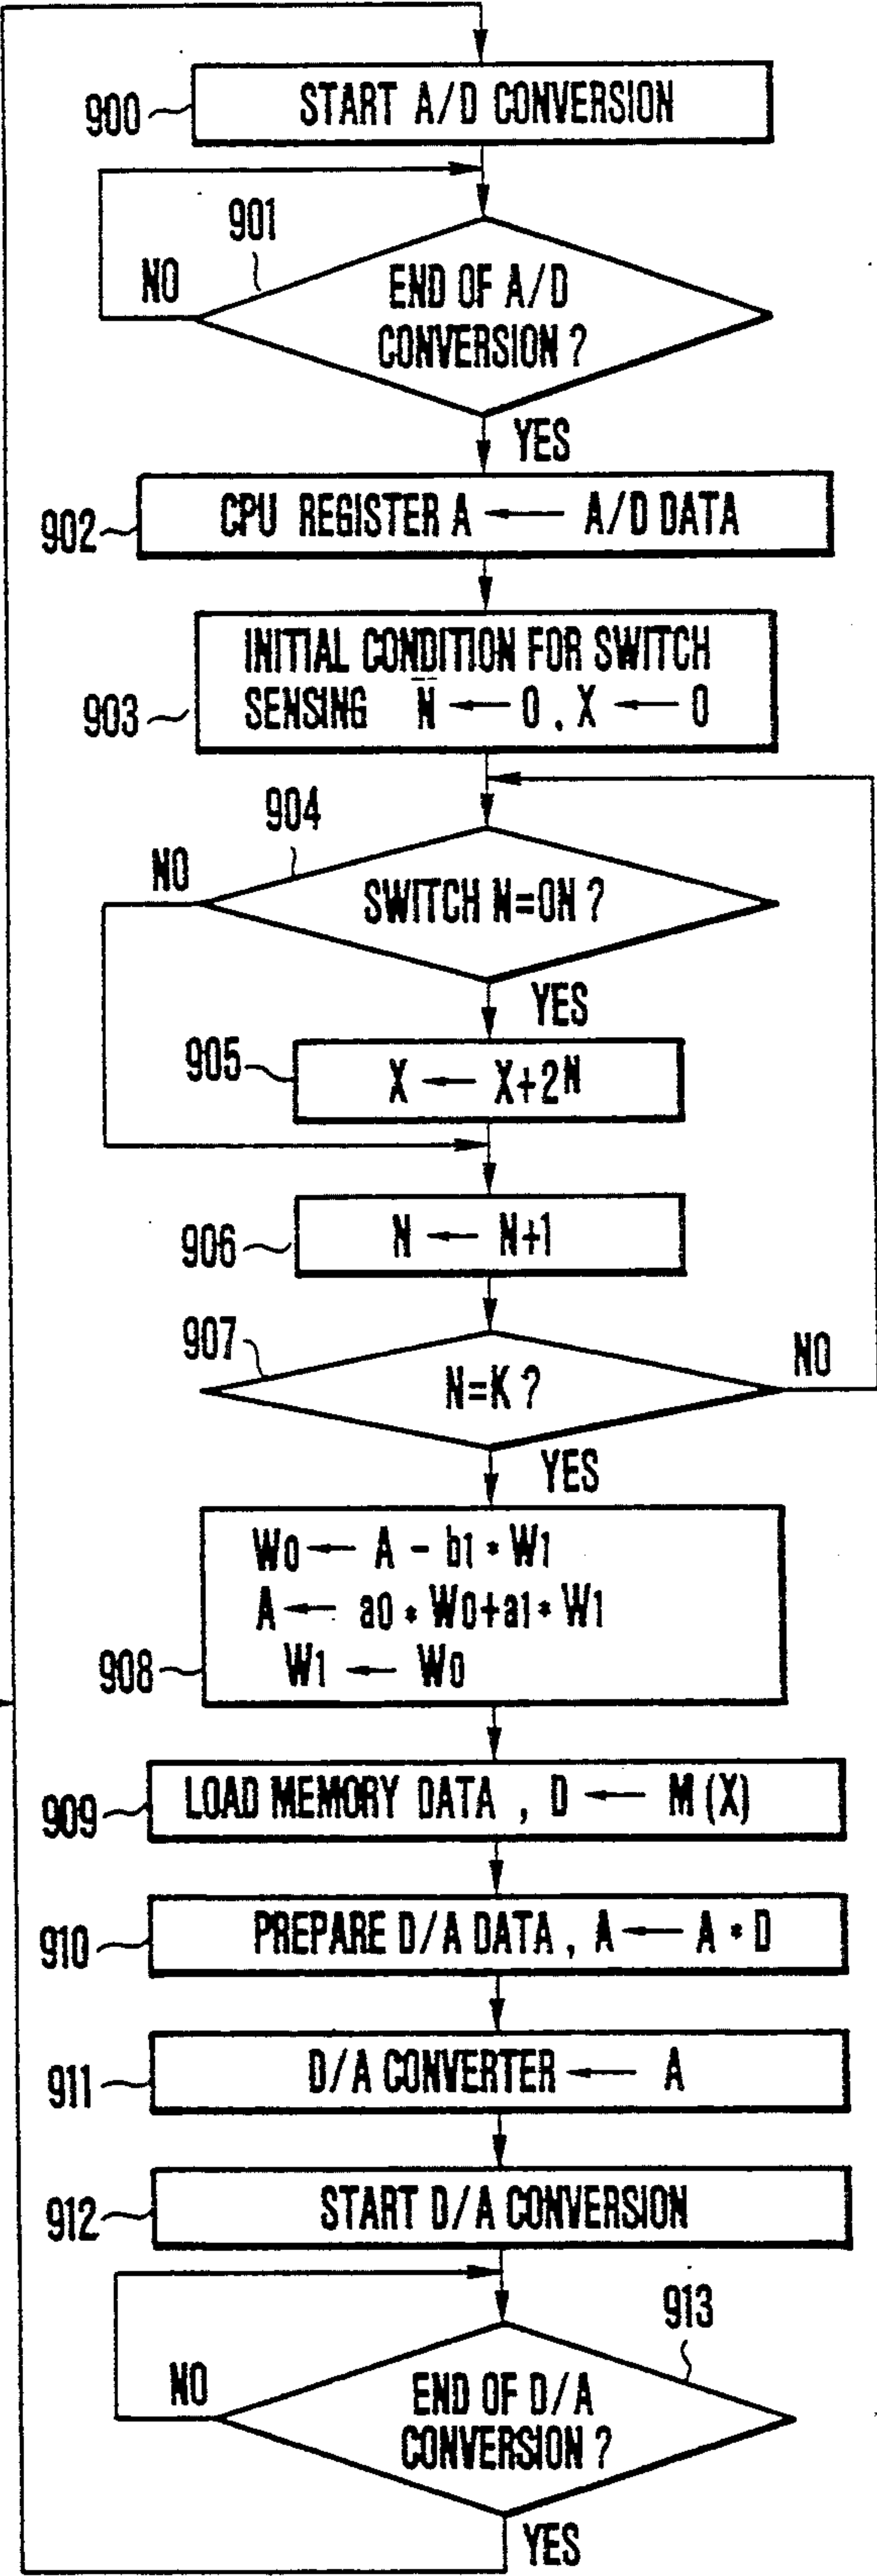 900
START A/D CONVERSION
901
NO
END OF A/D
CONVERSION ?
YES
902
CPU REGISTER A ← A/D DATA
903
INITIAL CONDITION FOR SWITCH
SENSING N ← 0 , X ← 0
904
NO
SWITCH N=ON ?
YES
905
X ← X+2^N
906
N ← N+1
907
N=K ?
NO
YES
908
W0 ← A - b1 * W1
A ← a0 * W0+a1 * W1
W1 ← W0
909
LOAD MEMORY DATA , D ← M (X)
910
PREPARE D/A DATA , A ← A * D
911
D/A CONVERTER ← A
912
START D/A CONVERSION
913
NO
END OF D/A
CONVERSION ?
YES